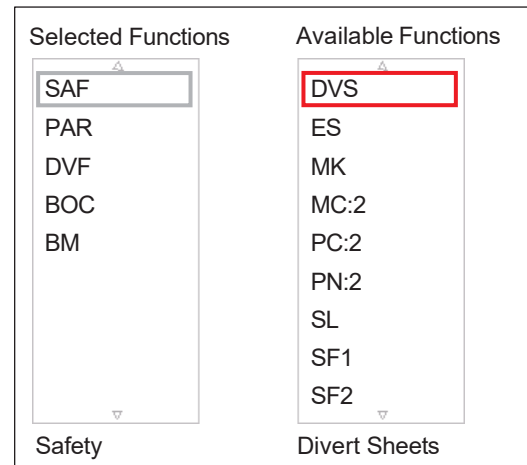 Selected Functions
SAF
PAR
DVF
BOC
BM
Safety
Available Functions
DVS
ES
MK
MC:2
PC:2
PN:2
SL
SF1
SF2
Divert Sheets